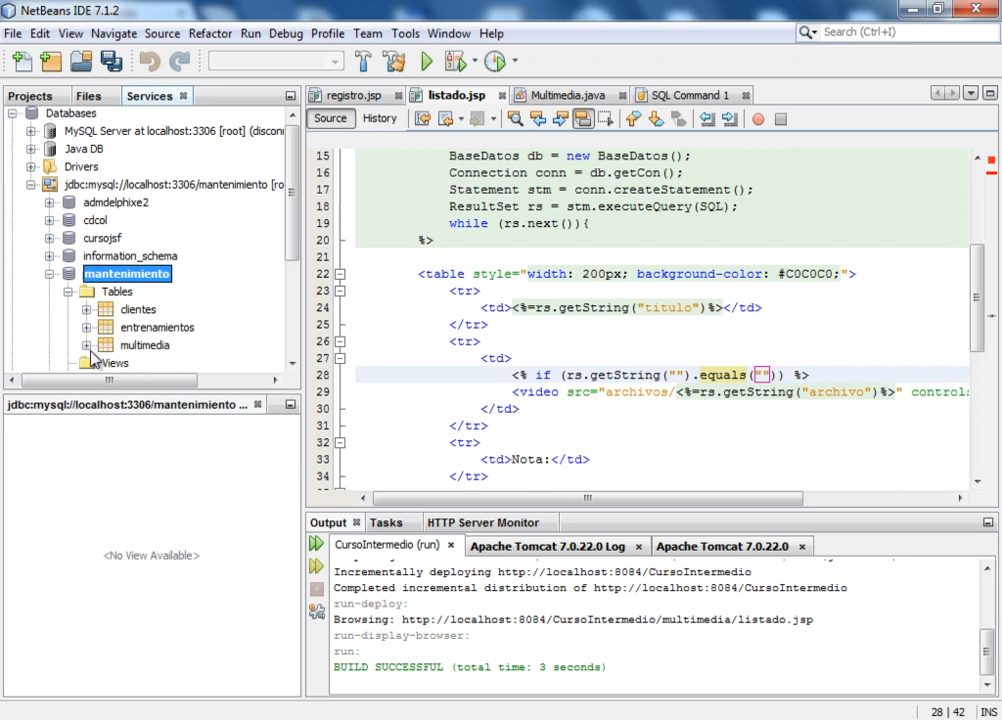 NetBeans IDE 7.1.2
File Edit View Navigate Source Refactor Run Debug Profile Team Tools Window Help
Search (Ctrl+I)
Projects Files Services
registro.jsp listado.jsp Multimedia.java SQL Command 1
Source History
Databases
MySQL Server at localhost:3306 [root] (discon
Java DB
Drivers
jdbc:mysql://localhost:3306/mantenimiento [ro
admdelphixe2
cdcol
cursojsf
information_schema
mantenimiento
Tables
clientes
entrenamientos
multimedia
Views
15 BaseDatos db = new BaseDatos();
16 Connection conn = db.getCon();
17 Statement stm = conn.createStatement();
18 ResultSet rs = stm.executeQuery(SQL);
19 while (rs.next()){
20 %>
21
22 <table style="width: 200px; background-color: #C0C0C0;">
23 <tr>
24 <td><%=rs.getString("titulo")%></td>
25 </tr>
26 <tr>
27 <td>
28 <% if (rs.getString("").equals("")) %>
29 <video src="archivos/<%=rs.getString("archivo")%>" controls
30 </td>
31 </tr>
32 <tr>
33 <td>Nota:</td>
34 </tr>
jdbc:mysql://localhost:3306/mantenimiento ...
<No View Available>
Output Tasks HTTP Server Monitor
CursoIntermedio (run) Apache Tomcat 7.0.22.0 Log Apache Tomcat 7.0.22.0
Incrementally deploying http://localhost:8084/CursoIntermedio
Completed incremental distribution of http://localhost:8084/CursoIntermedio
run-deploy:
Browsing: http://localhost:8084/CursoIntermedio/multimedia/listado.jsp
run-display-browser:
run:
BUILD SUCCESSFUL (total time: 3 seconds)
28 | 42 INS